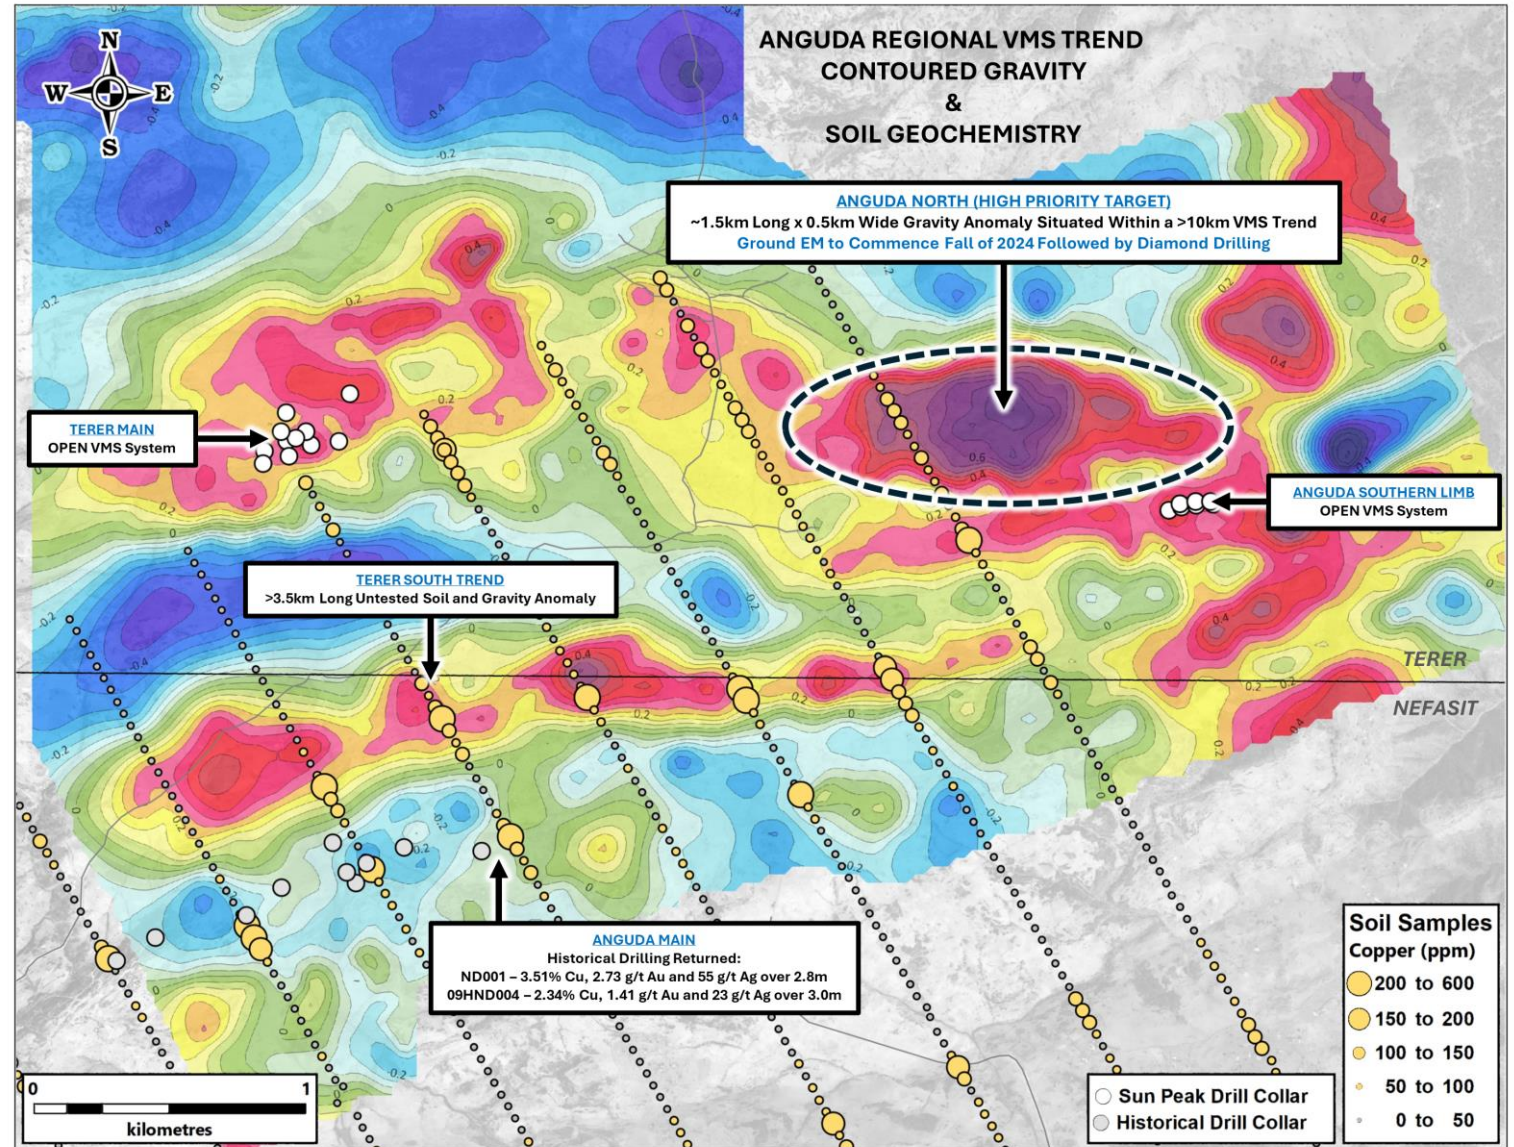 ANGUDA REGIONAL VMS TREND
CONTOURED GRAVITY
&
SOIL GEOCHEMISTRY
N
W E
S
ANGUDA NORTH (HIGH PRIORITY TARGET)
~1.5km Long x 0.5km Wide Gravity Anomaly Situated Within a >10km VMS Trend
Ground EM to Commence Fall of 2024 Followed by Diamond Drilling
TERER MAIN
OPEN VMS System
ANGUDA SOUTHERN LIMB
OPEN VMS System
TERER SOUTH TREND
>3.5km Long Untested Soil and Gravity Anomaly
TERER
NEFASIT
ANGUDA MAIN
Historical Drilling Returned:
ND001 – 3.51% Cu, 2.73 g/t Au and 55 g/t Ag over 2.8m
09HND004 – 2.34% Cu, 1.41 g/t Au and 23 g/t Ag over 3.0m
Soil Samples
Copper (ppm)
200 to 600
150 to 200
100 to 150
50 to 100
0 to 50
0 1
kilometres
Sun Peak Drill Collar
Historical Drill Collar